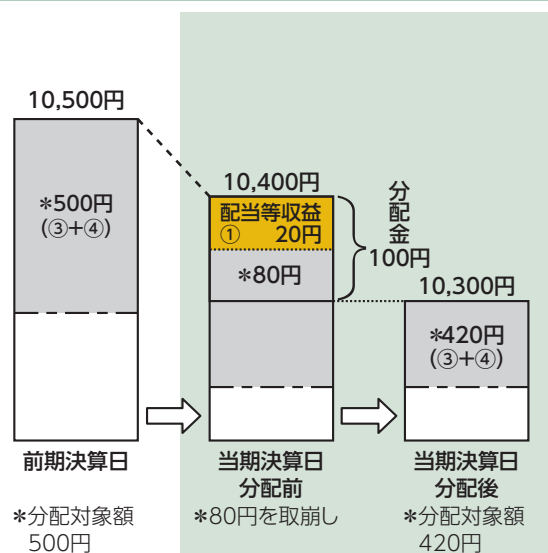 10,500円
*500円
(③+④)
10,400円
配当等収益
① 20円
*80円
分配金
100円
10,300円
*420円
(③+④)
前期決算日
当期決算日
分配前
当期決算日
分配後
*分配対象額
500円
*80円を取崩し
*分配対象額
420円